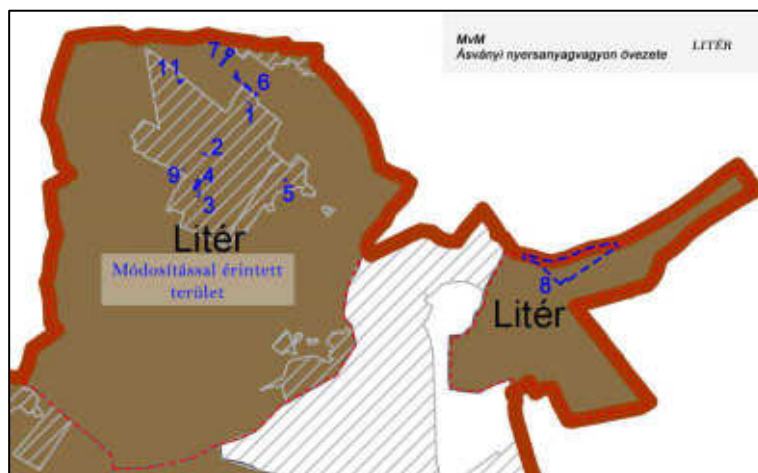 MvM
Ásványi nyersanyagvagyon övezete LITÉR
7
11
6
1
2
9
4
5
3
Litér
Módosítással érintett
terület
8
Litér